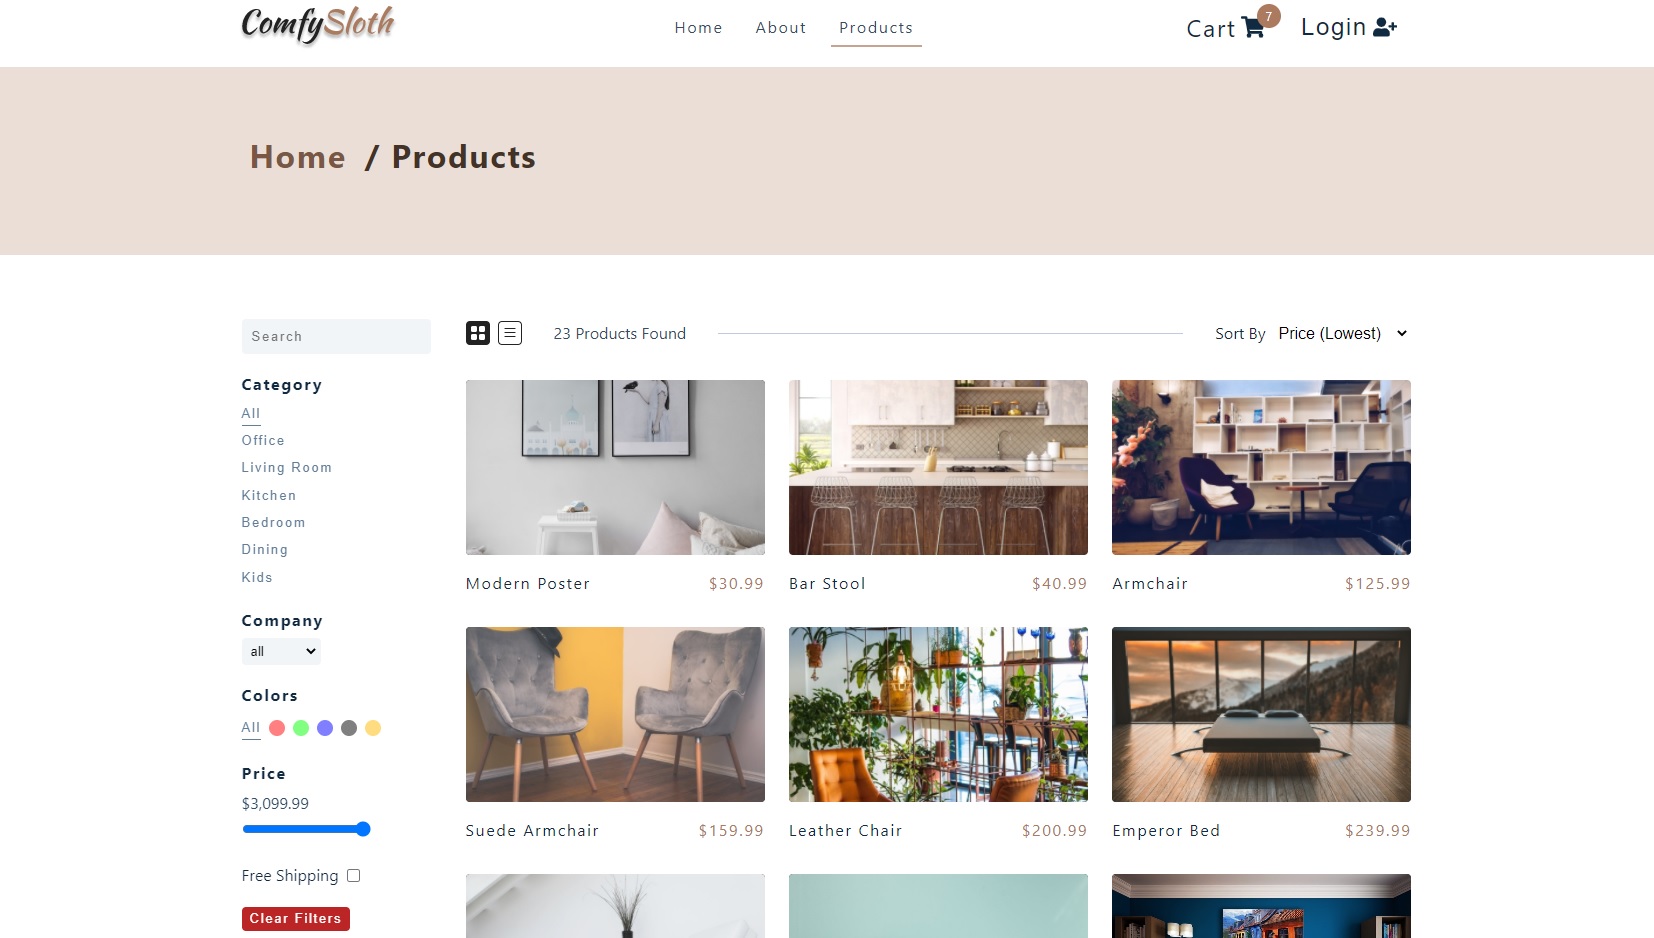 ComfySloth
Home About Products
Cart 7 Login
Home / Products
Search
Category
All
Office
Living Room
Kitchen
Bedroom
Dining
Kids
Company
all
Colors
All
Price
$3,099.99
Free Shipping
Clear Filters
23 Products Found
Sort By Price (Lowest)
Modern Poster $30.99
Bar Stool $40.99
Armchair $125.99
Suede Armchair $159.99
Leather Chair $200.99
Emperor Bed $239.99